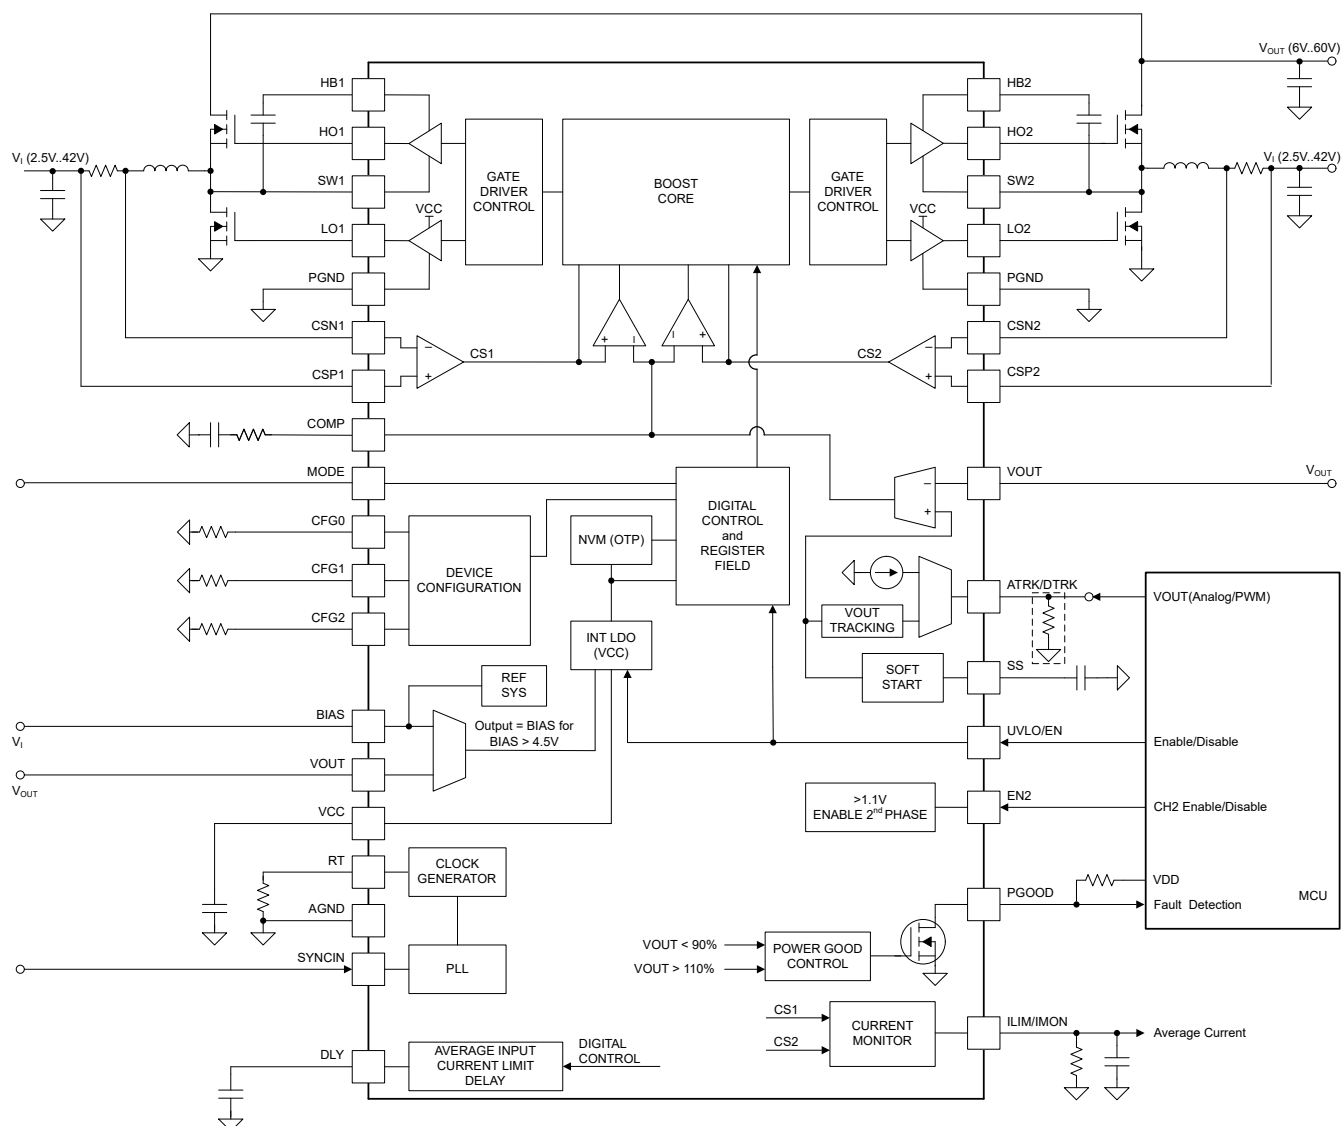 VOUT (6V..60V)
HB1
HB2
HO1
HO2
VI (2.5V..42V)
VI (2.5V..42V)
SW1
SW2
GATE
DRIVER
CONTROL
BOOST
CORE
GATE
DRIVER
CONTROL
VCC
VCC
LO1
LO2
PGND
PGND
CSN1
CSN2
+
–
–
+
–
+
CS1
CS2
–
+
CSP1
CSP2
COMP
MODE
VOUT
VOUT
–
+
CFG0
CFG1
CFG2
DEVICE
CONFIGURATION
NVM (OTP)
DIGITAL
CONTROL
and
REGISTER
FIELD
ATRK/DTRK
VOUT(Analog/PWM)
VOUT
TRACKING
INT LDO
(VCC)
SOFT
START
SS
REF
SYS
BIAS
VI
Output = BIAS for
BIAS > 4.5V
UVLO/EN
Enable/Disable
VOUT
VOUT
>1.1V
ENABLE 2nd PHASE
EN2
CH2 Enable/Disable
VCC
RT
CLOCK
GENERATOR
AGND
PGOOD
VDD
Fault Detection
MCU
SYNCIN
PLL
VOUT < 90%
VOUT > 110%
POWER GOOD
CONTROL
CS1
CS2
CURRENT
MONITOR
ILIM/IMON
Average Current
DLY
AVERAGE INPUT
CURRENT LIMIT
DELAY
DIGITAL
CONTROL